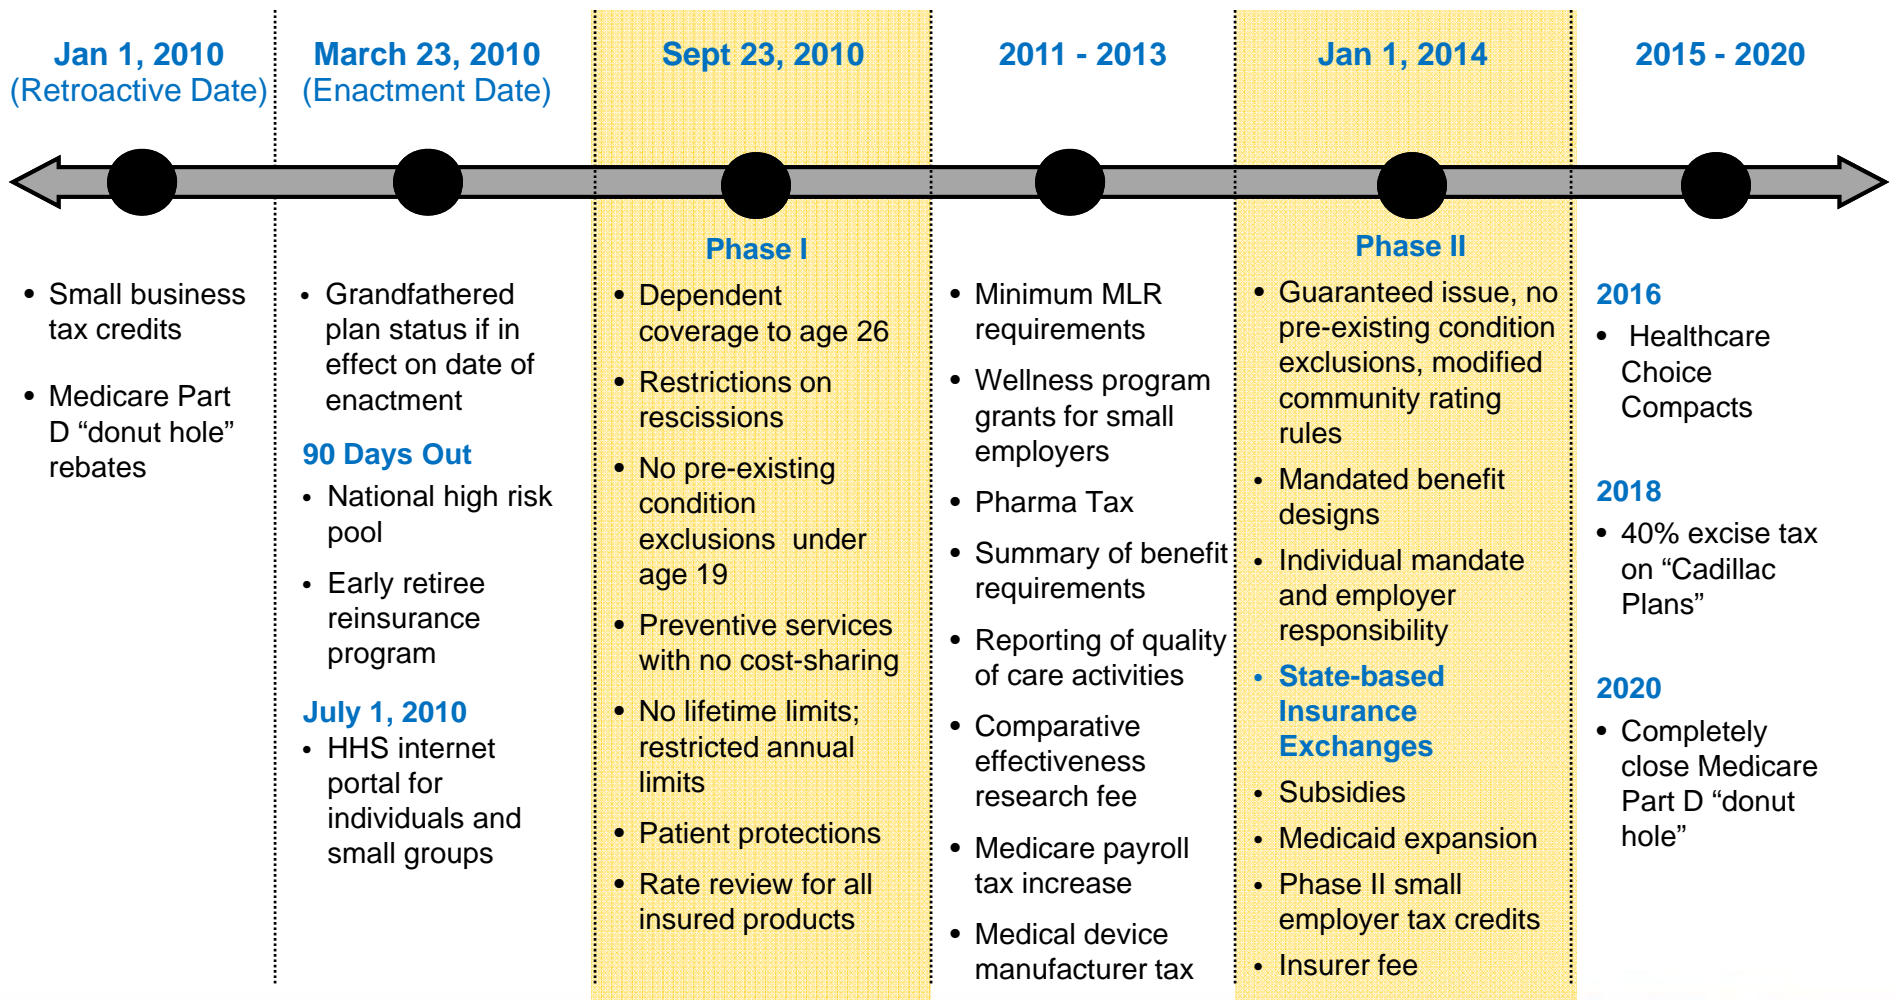 Jan 1, 2010
(Retroactive Date)
• Small business
tax credits
• Medicare Part
D “donut hole”
rebates
March 23, 2010
(Enactment Date)
• Grandfathered
plan status if in
effect on date of
enactment
90 Days Out
• National high risk
pool
• Early retiree
reinsurance
program
July 1, 2010
• HHS internet
portal for
individuals and
small groups
Sept 23, 2010
Phase I
• Dependent
coverage to age 26
• Restrictions on
rescissions
• No pre-existing
condition
exclusions under
age 19
• Preventive services
with no cost-sharing
• No lifetime limits;
restricted annual
limits
• Patient protections
• Rate review for all
insured products
2011 - 2013
• Minimum MLR
requirements
• Wellness program
grants for small
employers
• Pharma Tax
• Summary of benefit
requirements
• Reporting of quality
of care activities
• Comparative
effectiveness
research fee
• Medicare payroll
tax increase
• Medical device
manufacturer tax
Jan 1, 2014
Phase II
• Guaranteed issue, no
pre-existing condition
exclusions, modified
community rating
rules
• Mandated benefit
designs
• Individual mandate
and employer
responsibility
• State-based
Insurance
Exchanges
• Subsidies
• Medicaid expansion
• Phase II small
employer tax credits
• Insurer fee
2015 - 2020
2016
• Healthcare
Choice
Compacts
2018
• 40% excise tax
on “Cadillac
Plans”
2020
• Completely
close Medicare
Part D “donut
hole”